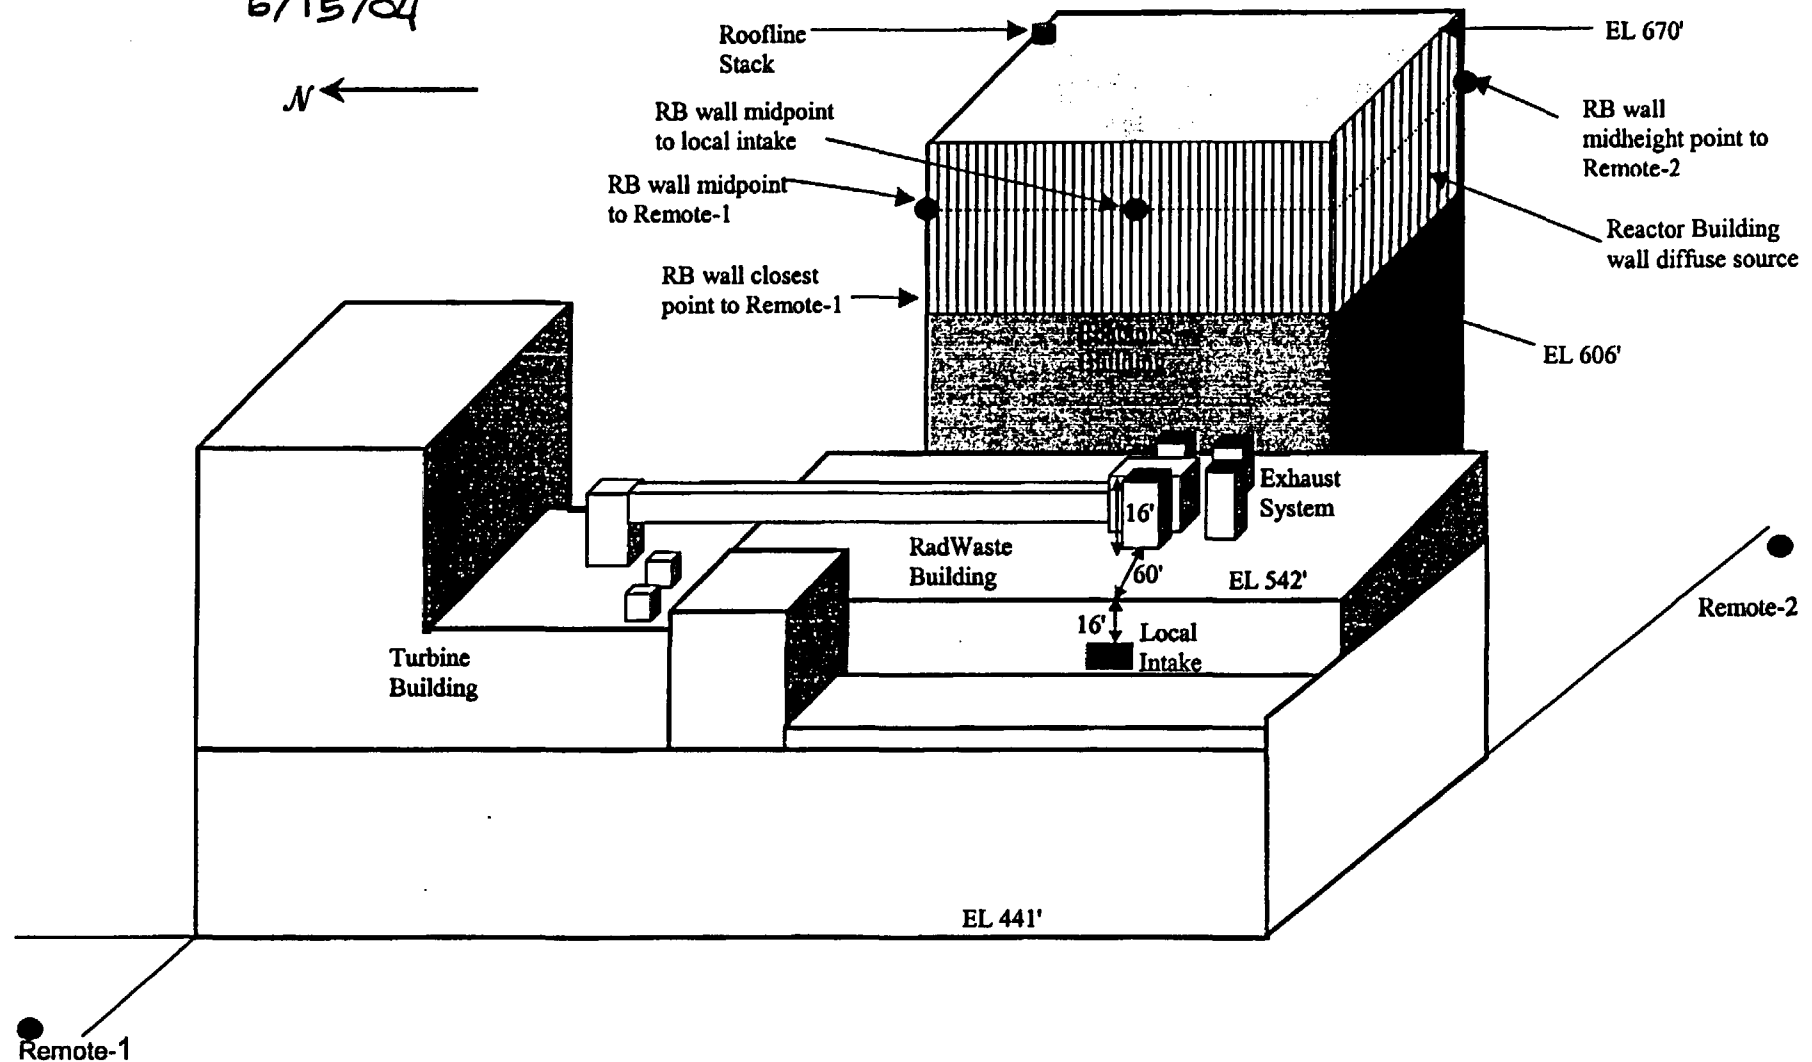 6/15/04
Roofline
Stack
EL 670'
N
RB wall midpoint
to local intake
RB wall
midheight point to
Remote-2
RB wall midpoint
to Remote-1
Reactor Building
wall diffuse source
RB wall closest
point to Remote-1
Reactor
Building
EL 606'
Exhaust
System
16'
RadWaste
Building
60'
EL 542'
Remote-2
16'
Local
Intake
Turbine
Building
EL 441'
Remote-1